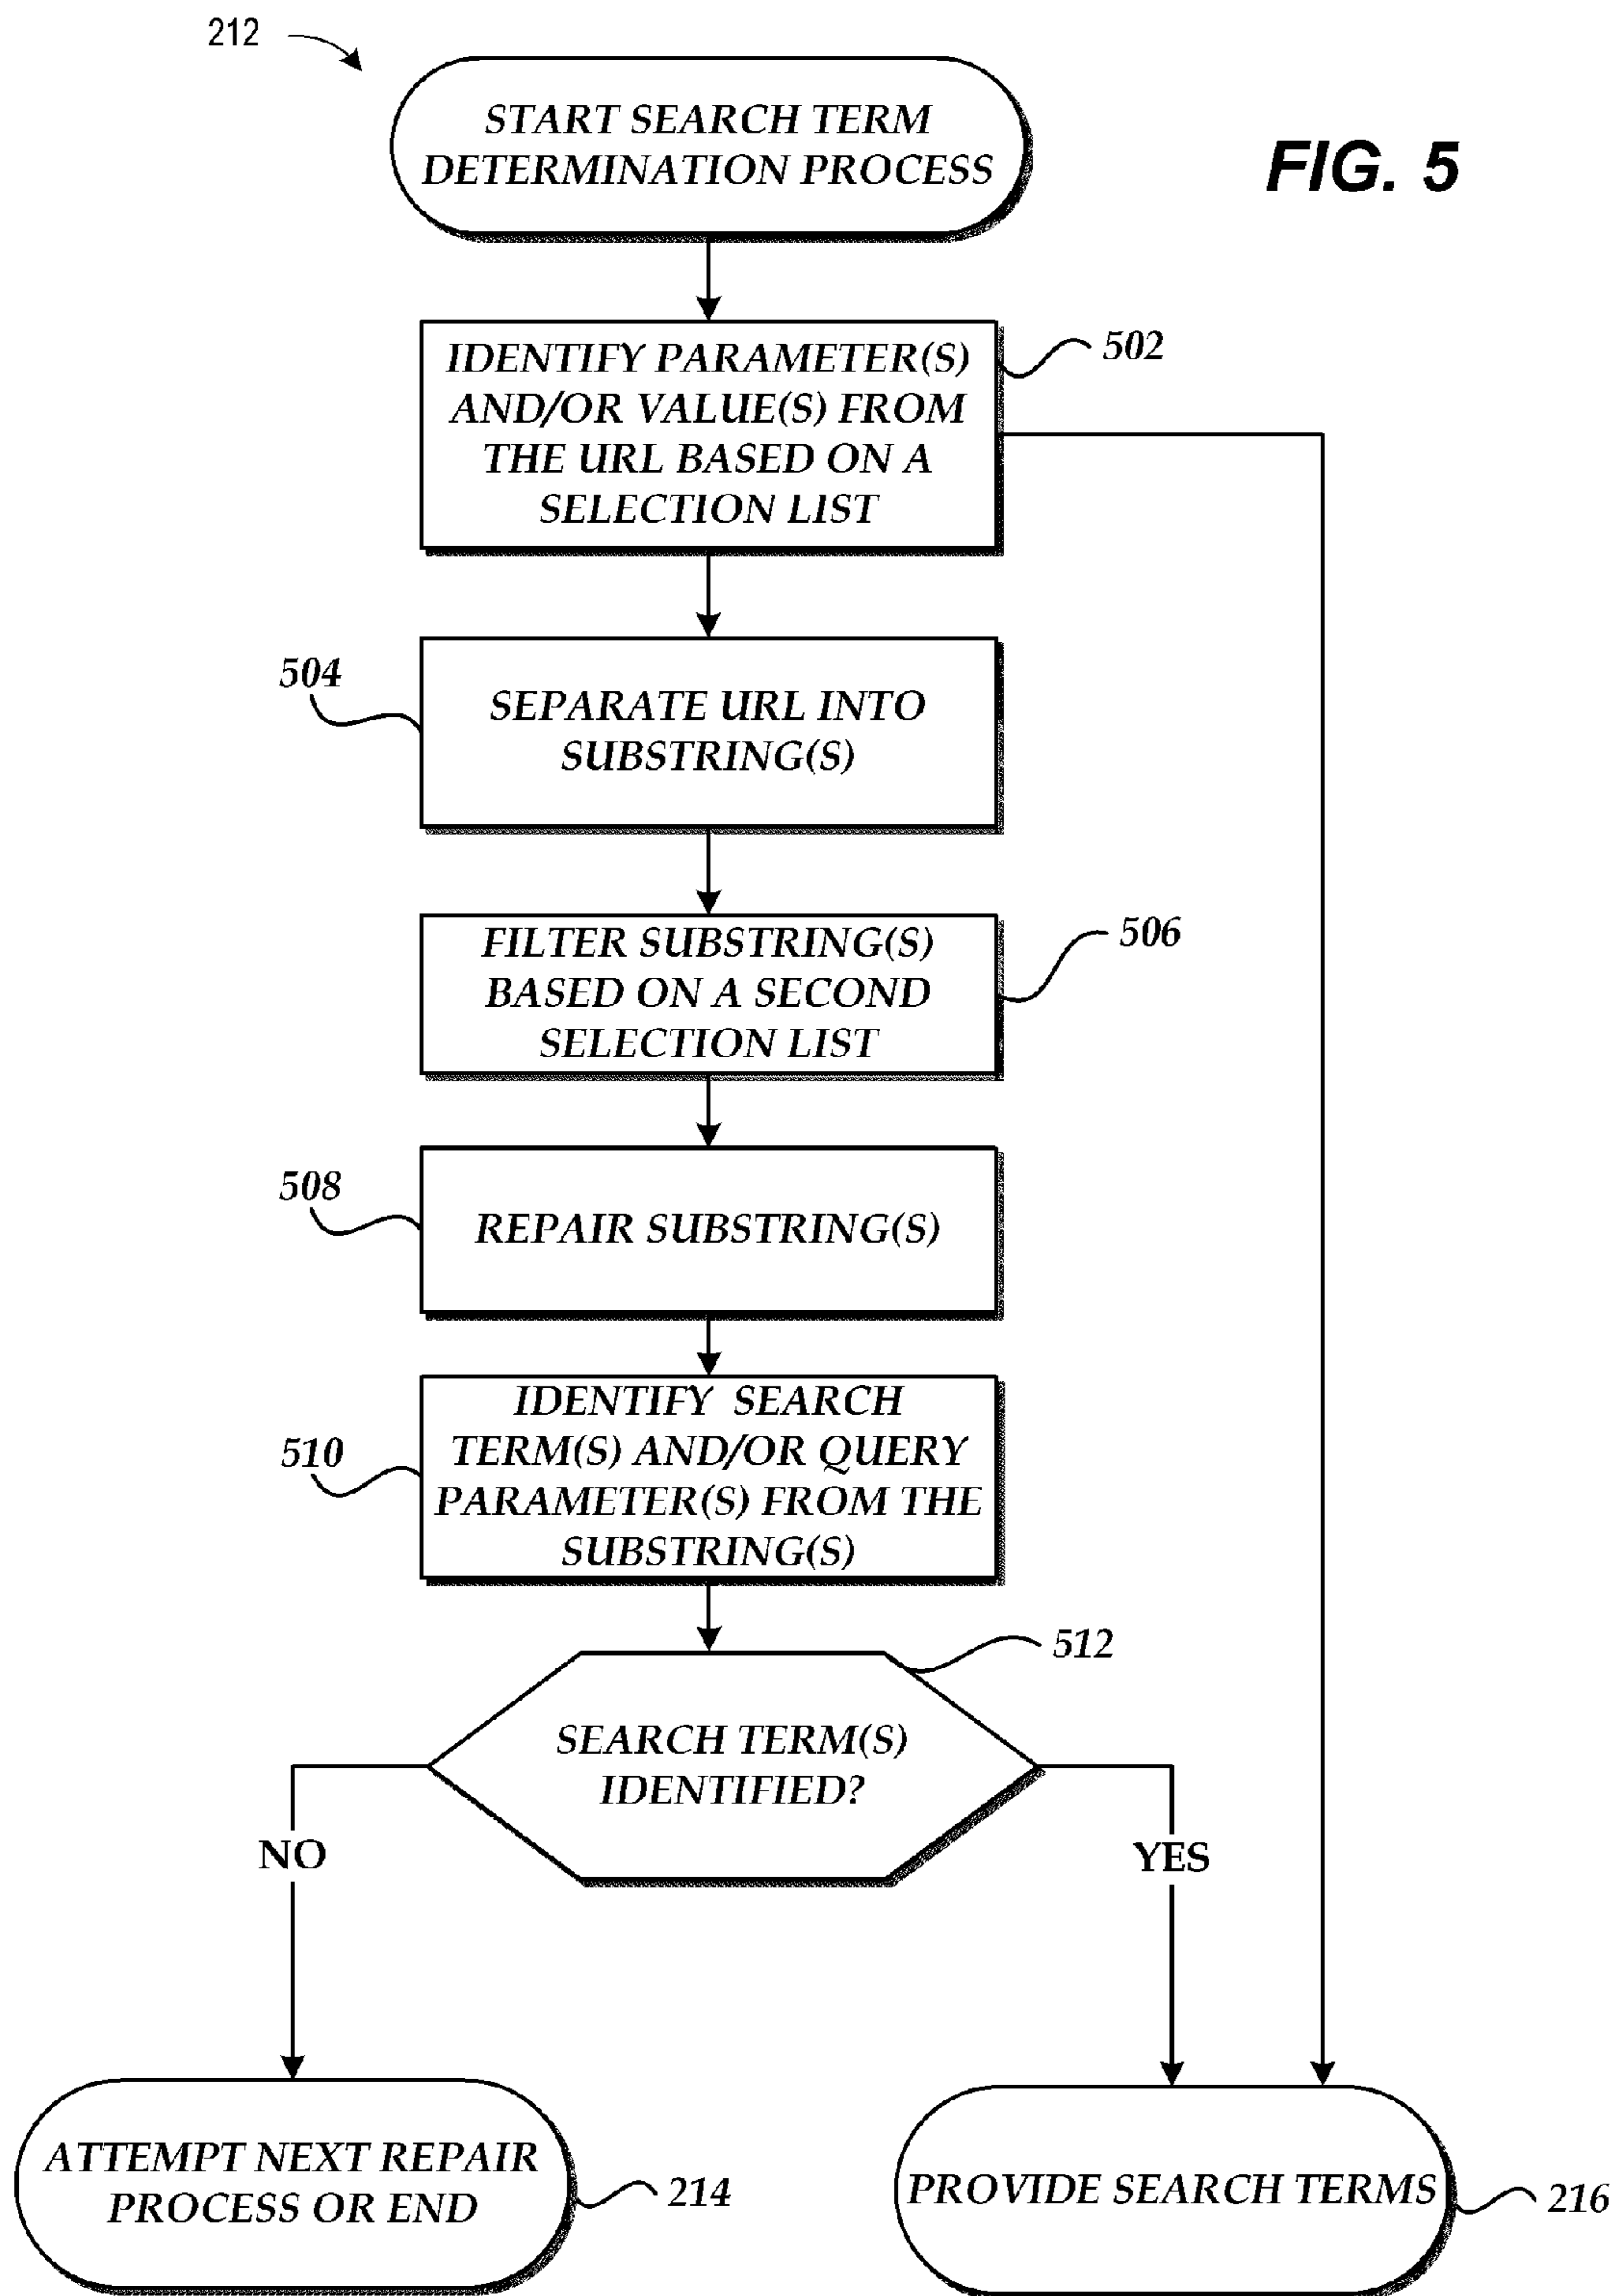 212
START SEARCH TERM
DETERMINATION PROCESS
FIG. 5
IDENTIFY PARAMETER(S)
AND/OR VALUE(S) FROM
THE URL BASED ON A
SELECTION LIST
502
504
SEPARATE URL INTO
SUBSTRING(S)
FILTER SUBSTRING(S)
BASED ON A SECOND
SELECTION LIST
506
508
REPAIR SUBSTRING(S)
510
IDENTIFY SEARCH
TERM(S) AND/OR QUERY
PARAMETER(S) FROM THE
SUBSTRING(S)
512
SEARCH TERM(S)
IDENTIFIED?
NO
YES
ATTEMPT NEXT REPAIR
PROCESS OR END
214
PROVIDE SEARCH TERMS
216